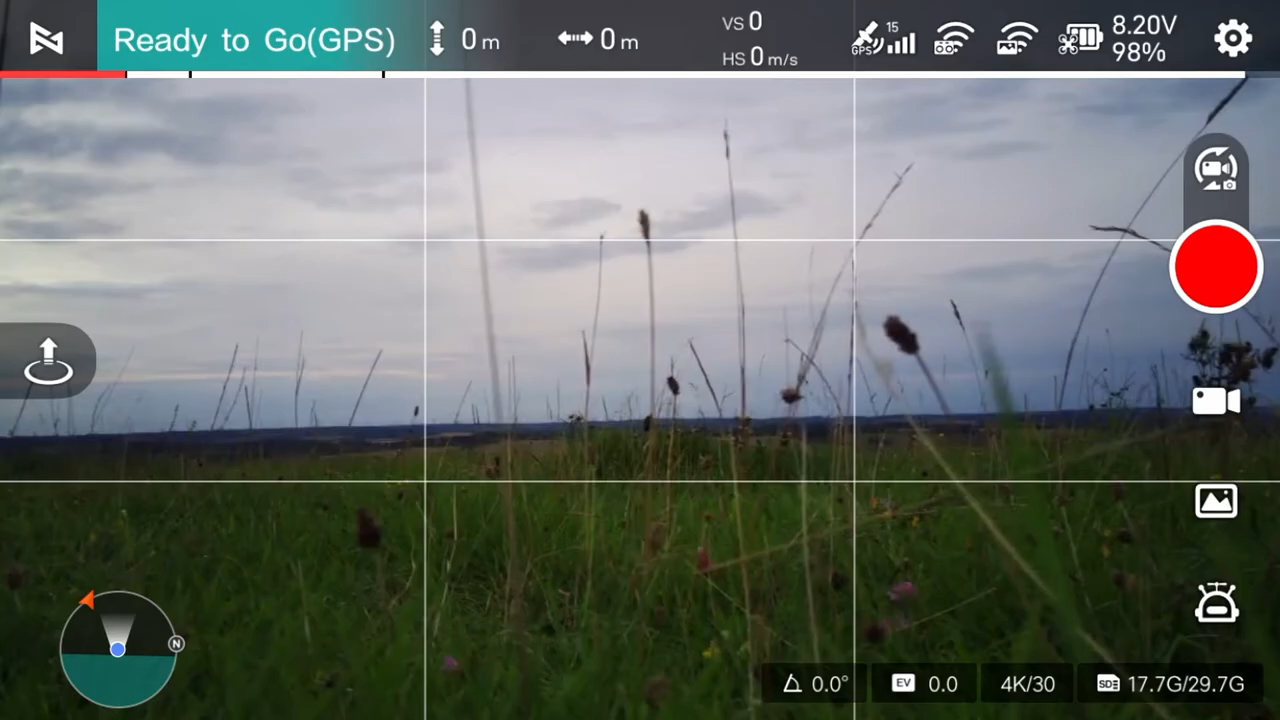 Ready to Go(GPS)
0 m
0 m
VS 0
HS 0 m/s
GPS
15
8.20V
98%
N
0.0°
EV 0.0
4K/30
SD 17.7G/29.7G